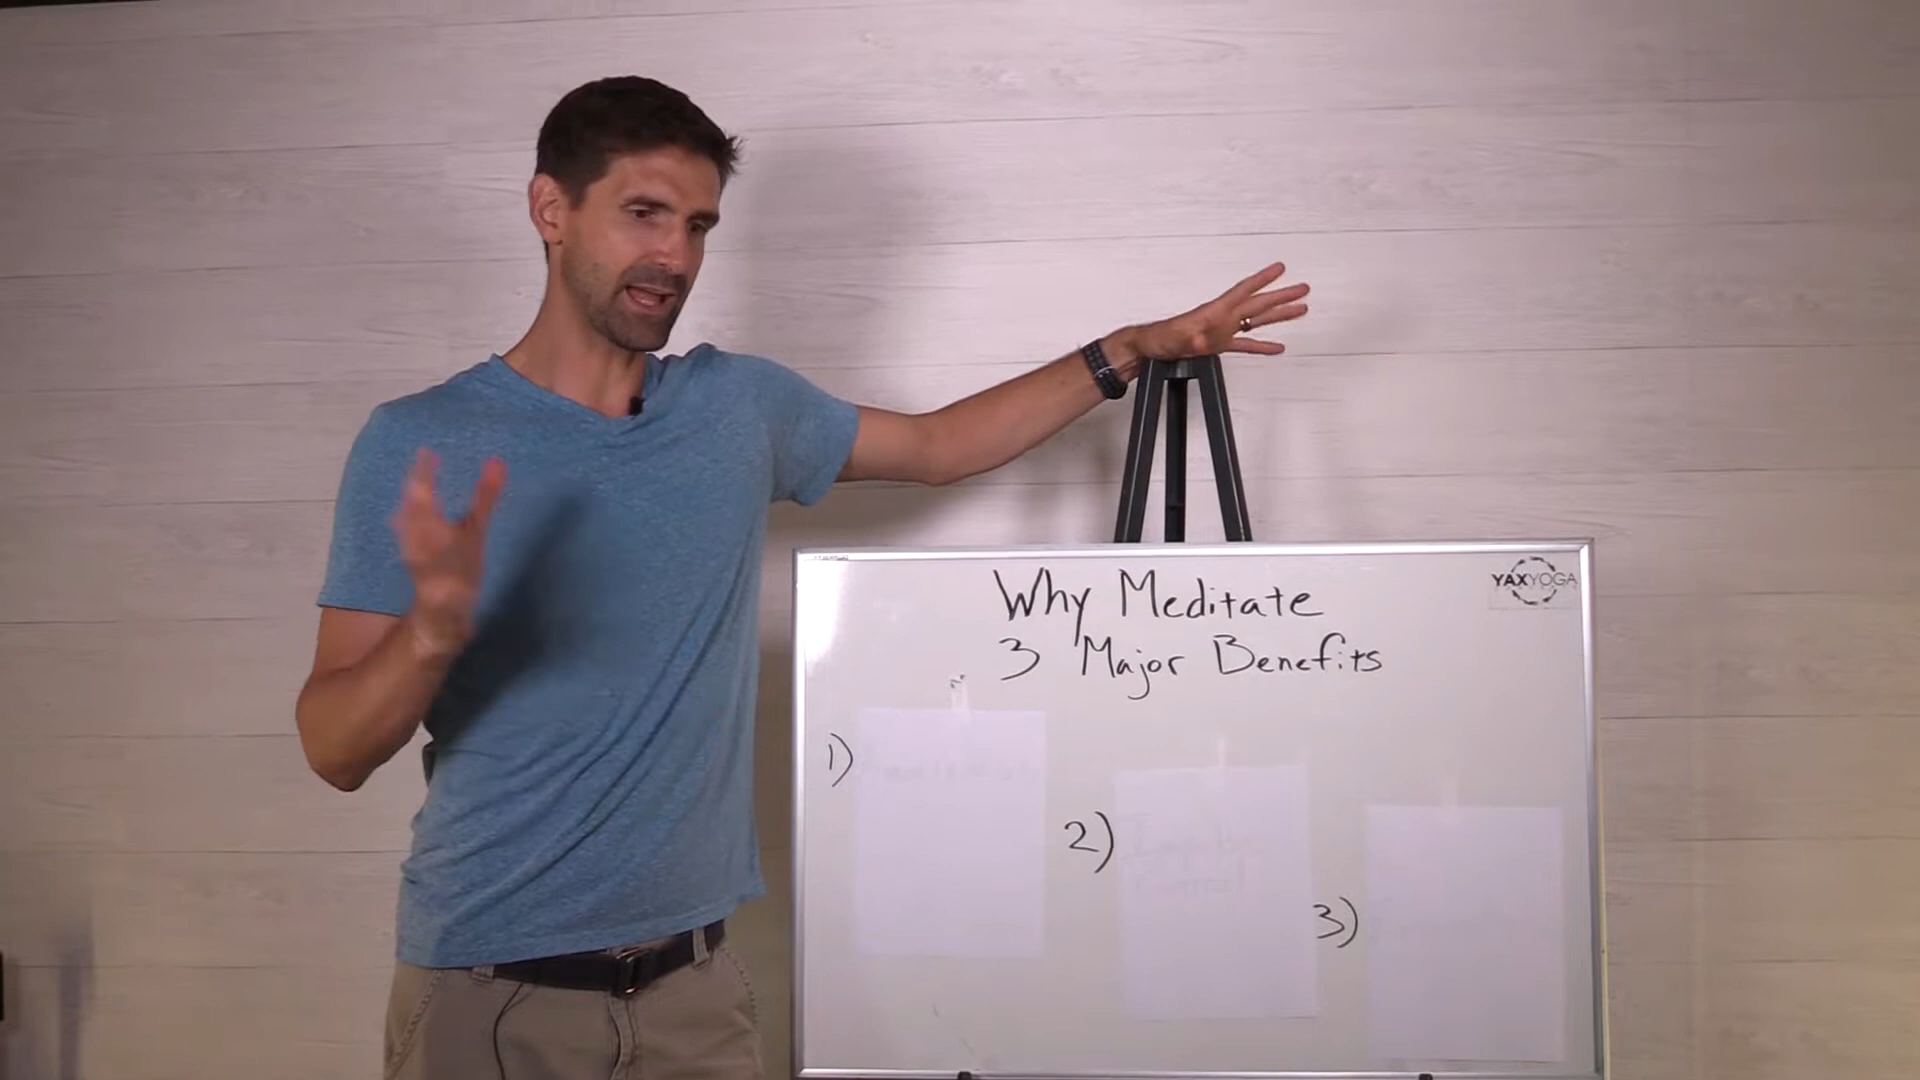 Why Meditate
YAXYOGA
3 Major Benefits
1)
2)
3)